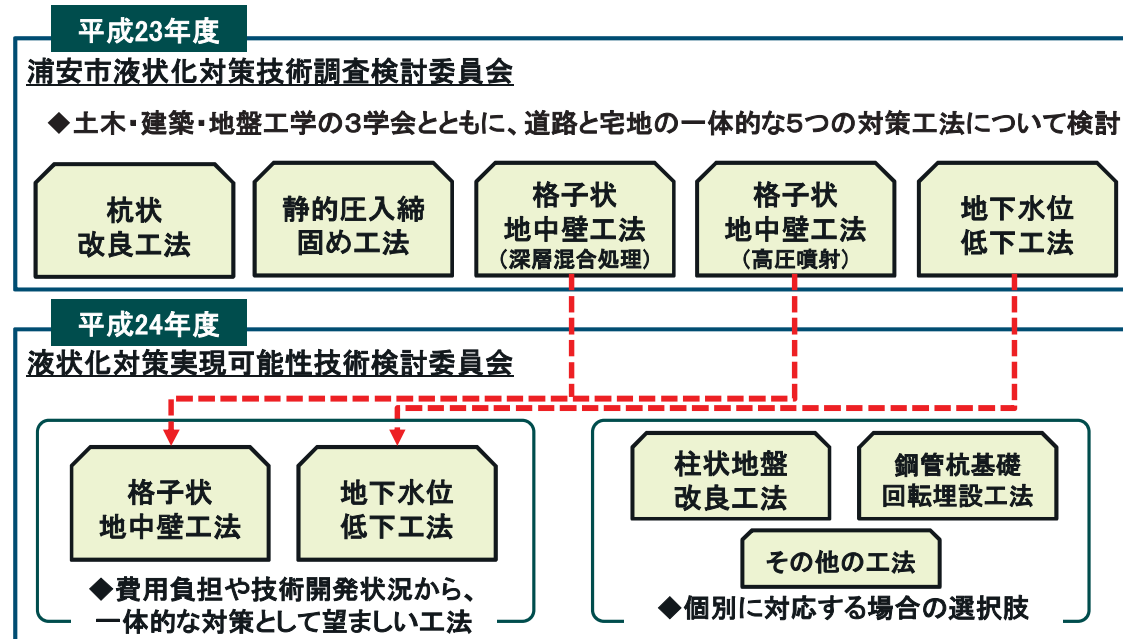 平成23年度
浦安市液状化対策技術調査検討委員会
◆土木・建築・地盤工学の3学会とともに、道路と宅地の一体的な5つの対策工法について検討
杭状
改良工法
静的圧入締
固め工法
格子状
地中壁工法
（深層混合処理）
格子状
地中壁工法
（高圧噴射）
地下水位
低下工法
平成24年度
液状化対策実現可能性技術検討委員会
格子状
地中壁工法
地下水位
低下工法
◆費用負担や技術開発状況から、
一体的な対策として望ましい工法
柱状地盤
改良工法
鋼管杭基礎
回転埋設工法
その他の工法
◆個別に対応する場合の選択肢